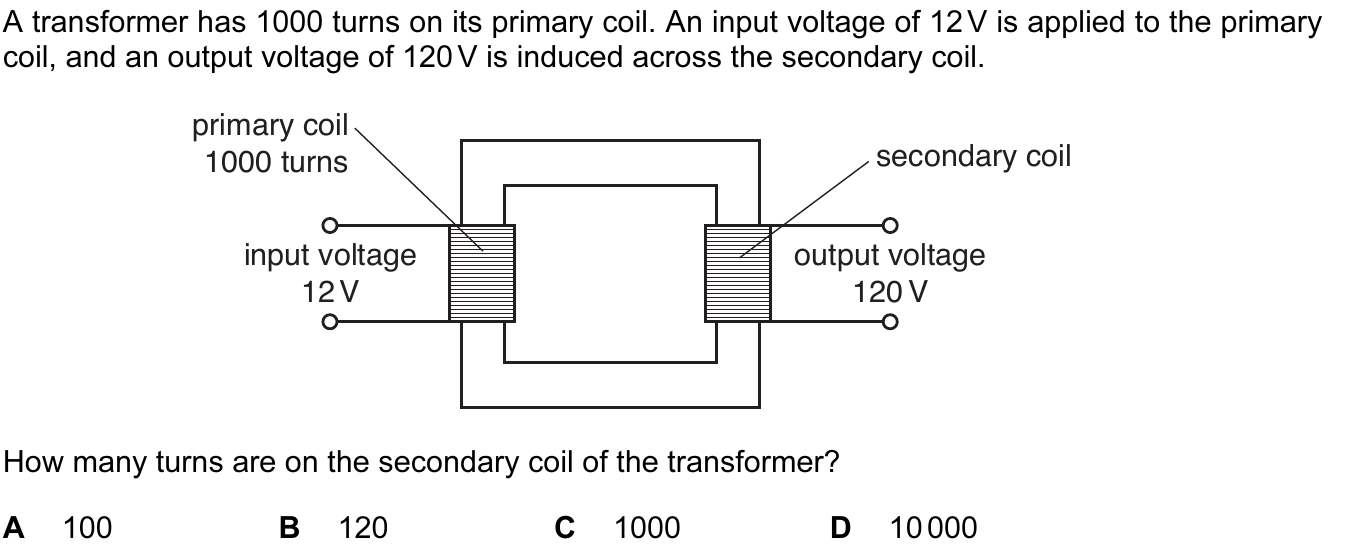 A transformer has 1000 turns on its primary coil. An input voltage of 12 V is applied to the primary
coil, and an output voltage of 120 V is induced across the secondary coil.
primary coil
1000 turns
secondary coil
input voltage
12 V
output voltage
120 V
How many turns are on the secondary coil of the transformer?
A 100 B 120 C 1000 D 10 000